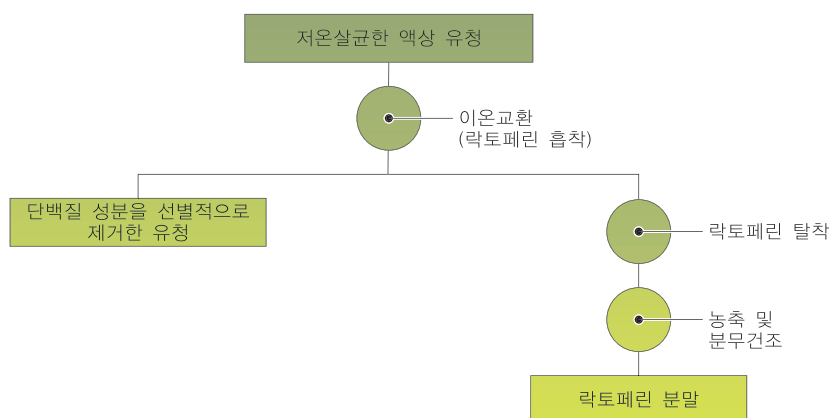 저온살균한 액상 유청
이온교환
(락토페린 흡착)
단백질 성분을 선별적으로
제거한 유청
락토페린 탈착
농축 및
분무건조
락토페린 분말